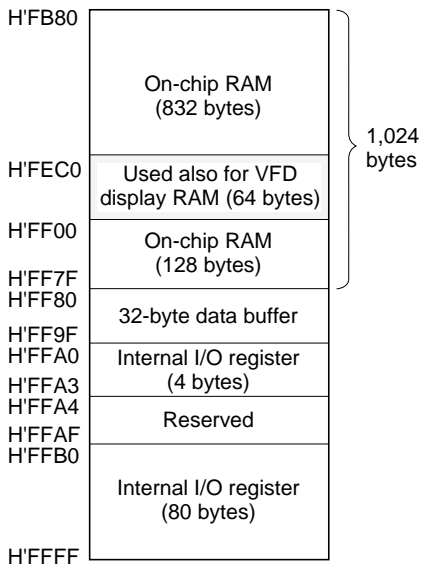 H'FB80
On-chip RAM
(832 bytes)
1,024
bytes
H'FEC0
Used also for VFD
display RAM (64 bytes)
H'FF00
On-chip RAM
(128 bytes)
H'FF7F
H'FF80
32-byte data buffer
H'FF9F
H'FFA0
Internal I/O register
(4 bytes)
H'FFA3
H'FFA4
Reserved
H'FFAF
H'FFB0
Internal I/O register
(80 bytes)
H'FFFF